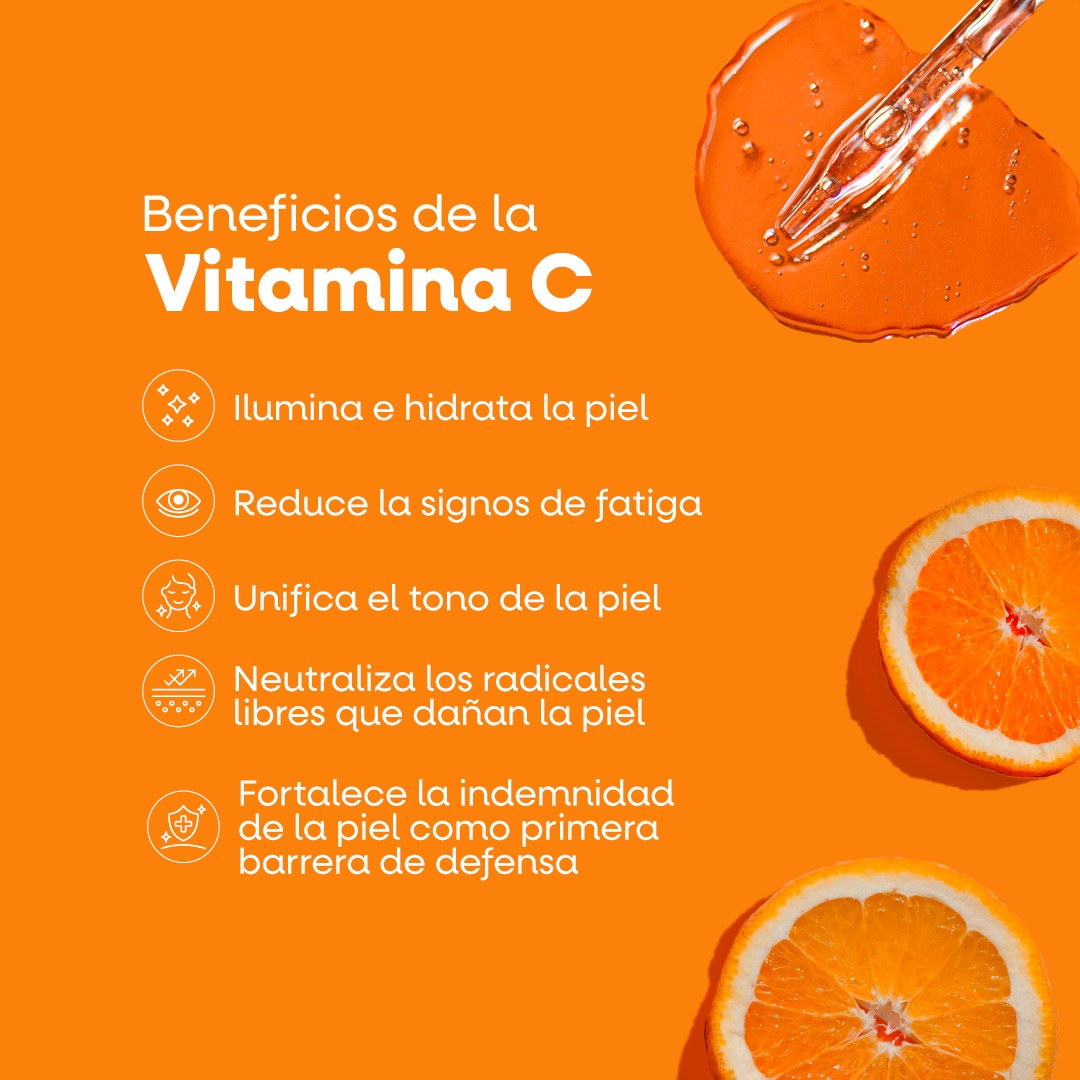 Beneficios de la
Vitamina C
Ilumina e hidrata la piel
Reduce la signos de fatiga
Unifica el tono de la piel
Neutraliza los radicales
libres que dañan la piel
Fortalece la indemnidad
de la piel como primera
barrera de defensa